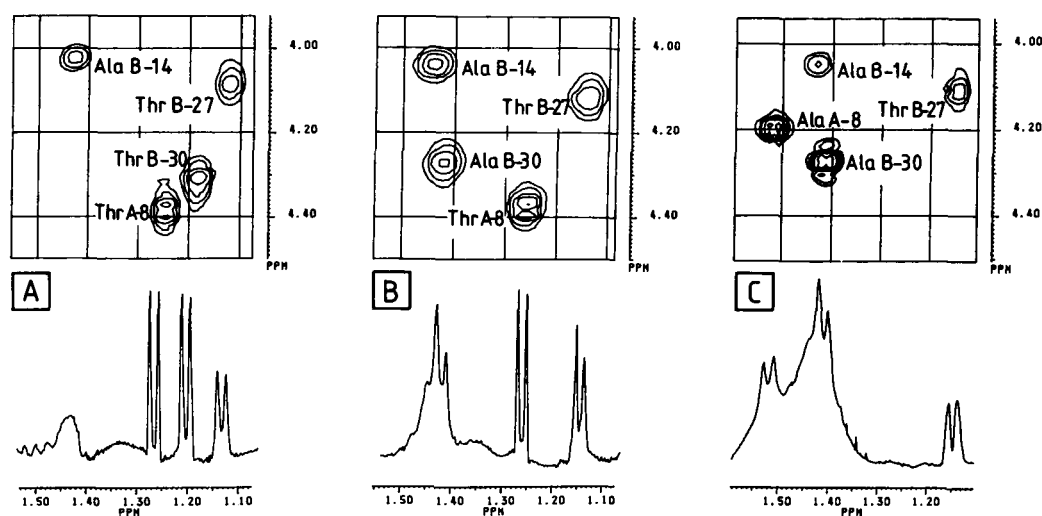 4.00
Ala B-14
Thr B-27
4.20
Thr B-30
Thr A8
4.40
PPM
A
1.50 1.40 1.30 1.20 1.10
PPM
4.00
Ala B-14
Thr B-27
4.20
Ala B-30
Thr A8
4.40
PPM
B
1.50 1.40 1.30 1.20 1.10
PPM
4.00
Ala B-14
Thr B-27
Ala A-8
4.20
Ala B-30
4.40
PPM
C
1.50 1.40 1.30 1.20
PPM